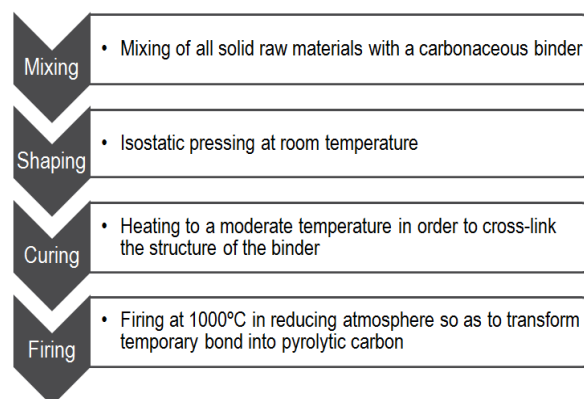 Mixing
• Mixing of all solid raw materials with a carbonaceous binder
Shaping
• Isostatic pressing at room temperature
Curing
• Heating to a moderate temperature in order to cross-link
the structure of the binder
Firing
• Firing at 1000ºC in reducing atmosphere so as to transform
temporary bond into pyrolytic carbon